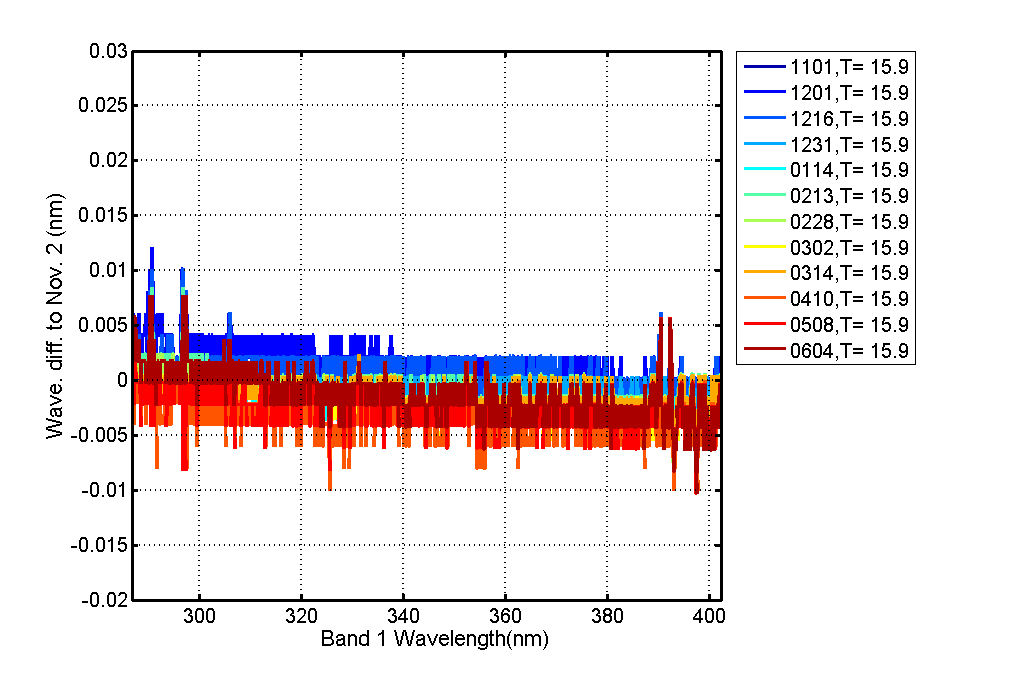 0.03
0.025
0.02
0.015
0.01
0.005
0
-0.005
-0.01
-0.015
-0.02
Wave. diff. to Nov. 2 (nm)
300 320 340 360 380 400
Band 1 Wavelength(nm)
1101,T= 15.9
1201,T= 15.9
1216,T= 15.9
1231,T= 15.9
0114,T= 15.9
0213,T= 15.9
0228,T= 15.9
0302,T= 15.9
0314,T= 15.9
0410,T= 15.9
0508,T= 15.9
0604,T= 15.9